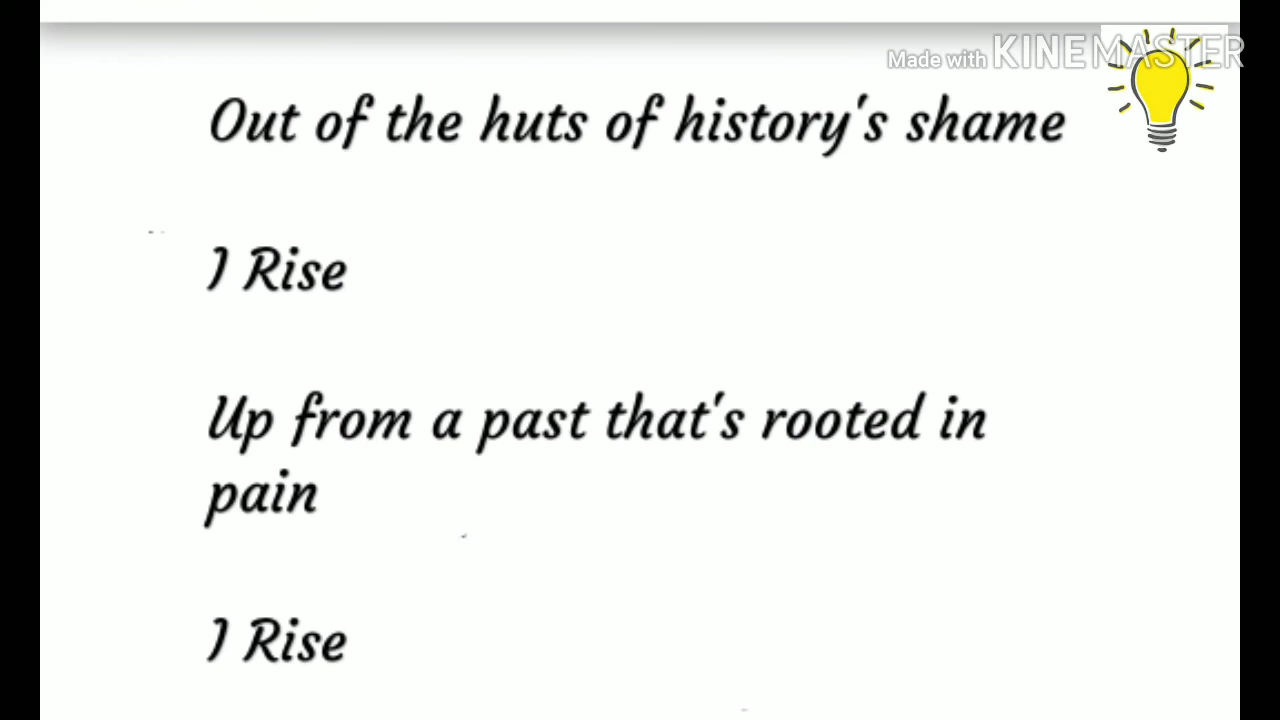 Made with KINEMASTER
Out of the huts of history's shame
I Rise
Up from a past that's rooted in
pain
I Rise